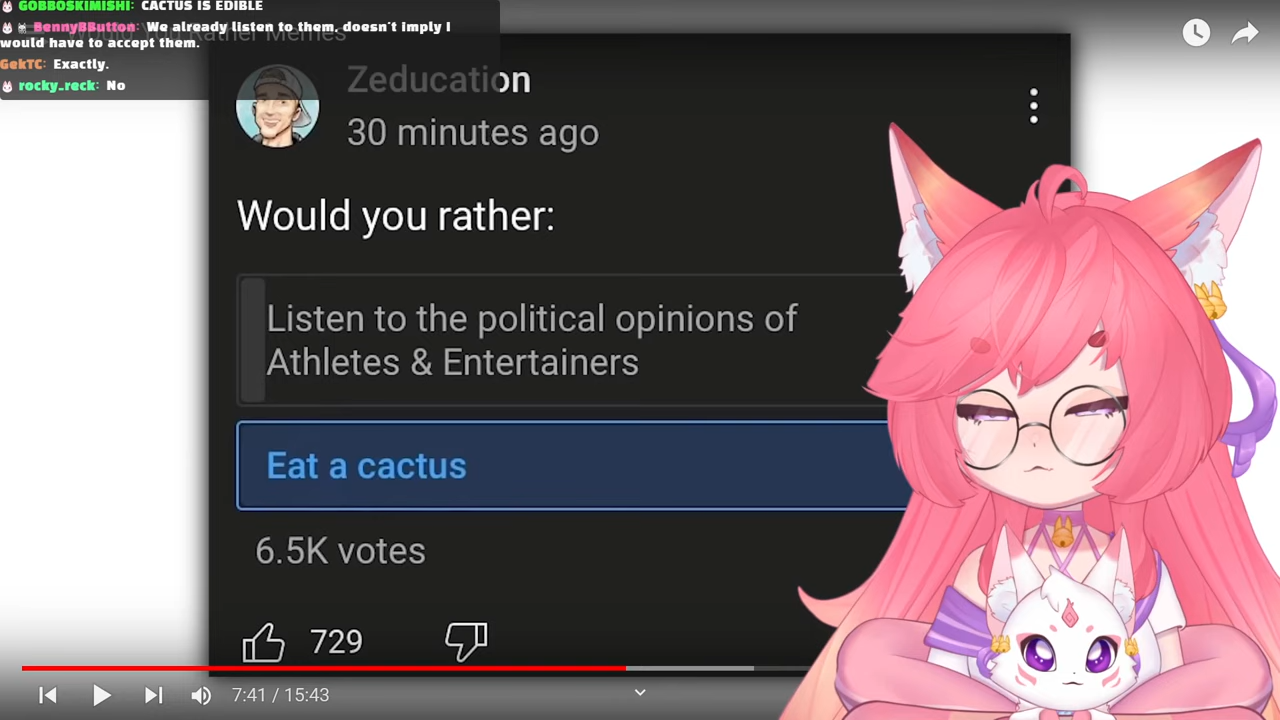 GOBBOSKIMISHI: CACTUS IS EDIBLE
BennyBButton: We already listen to them, doesn't imply I
would have to accept them.
Rather Memes
GekTC: Exactly.
rocky_reck: No
Zeducation
30 minutes ago
Would you rather:
Listen to the political opinions of
Athletes & Entertainers
Eat a cactus
6.5K votes
729
7:41 / 15:43